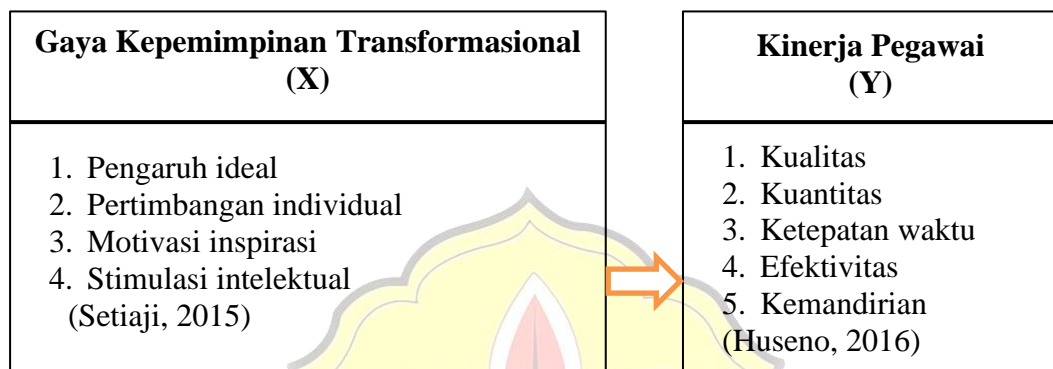 Gaya Kepemimpinan Transformasional
(X)
1. Pengaruh ideal
2. Pertimbangan individual
3. Motivasi inspirasi
4. Stimulasi intelektual
(Setiaji, 2015)
Kinerja Pegawai
(Y)
1. Kualitas
2. Kuantitas
3. Ketepatan waktu
4. Efektivitas
5. Kemandirian
(Huseno, 2016)